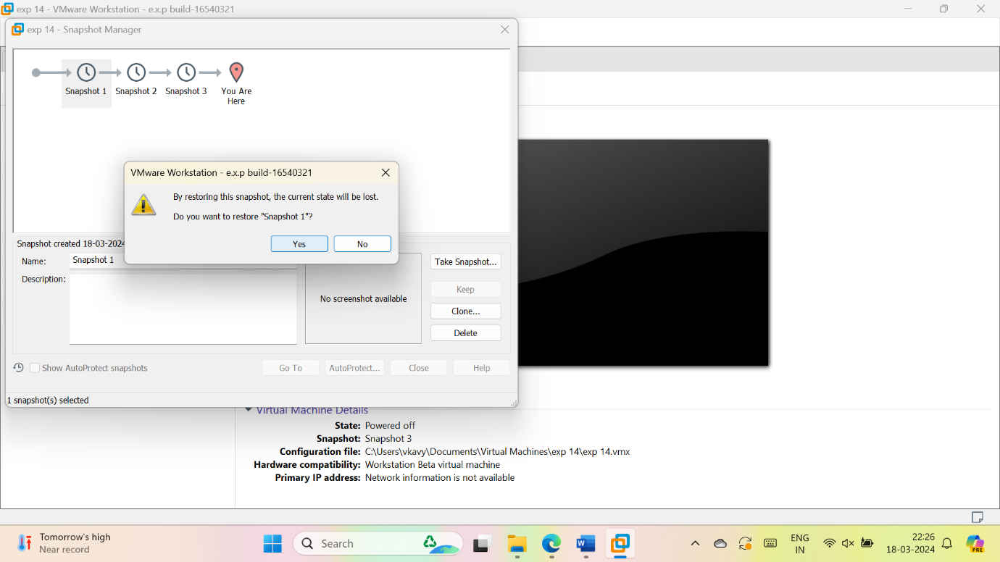 exp 14 - VMware Workstation - e.x.p build-16540321
exp 14 - Snapshot Manager
Snapshot 1
Snapshot 2
Snapshot 3
You Are
Here
VMware Workstation - e.x.p build-16540321
By restoring this snapshot, the current state will be lost.
Do you want to restore "Snapshot 1"?
Yes
No
Snapshot created 18-03-2024
Name:
Snapshot 1
Description:
No screenshot available
Take Snapshot...
Keep
Clone...
Delete
Show AutoProtect snapshots
Go To
AutoProtect...
Close
Help
1 snapshot(s) selected
Virtual Machine Details
State: Powered off
Snapshot: Snapshot 3
Configuration file: C:\Users\vkavy\Documents\Virtual Machines\exp 14\exp 14.vmx
Hardware compatibility: Workstation Beta virtual machine
Primary IP address: Network information is not available
Tomorrow's high
Near record
Search
ENG
IN
22:26
18-03-2024
PRE